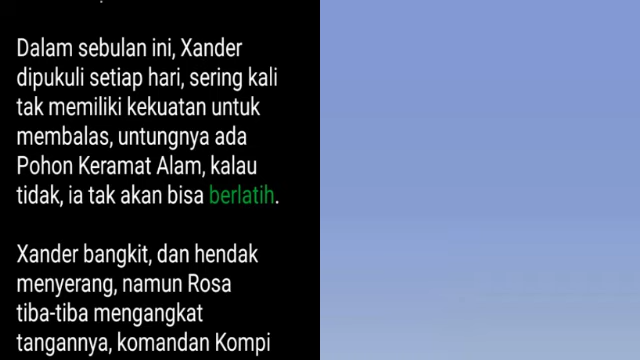 Dalam sebulan ini, Xander
dipukuli setiap hari, sering kali
tak memiliki kekuatan untuk
membalas, untungnya ada
Pohon Keramat Alam, kalau
tidak, ia tak akan bisa berlatih.
Xander bangkit, dan hendak
menyerang, namun Rosa
tiba-tiba mengangkat
tangannya, komandan Kompi